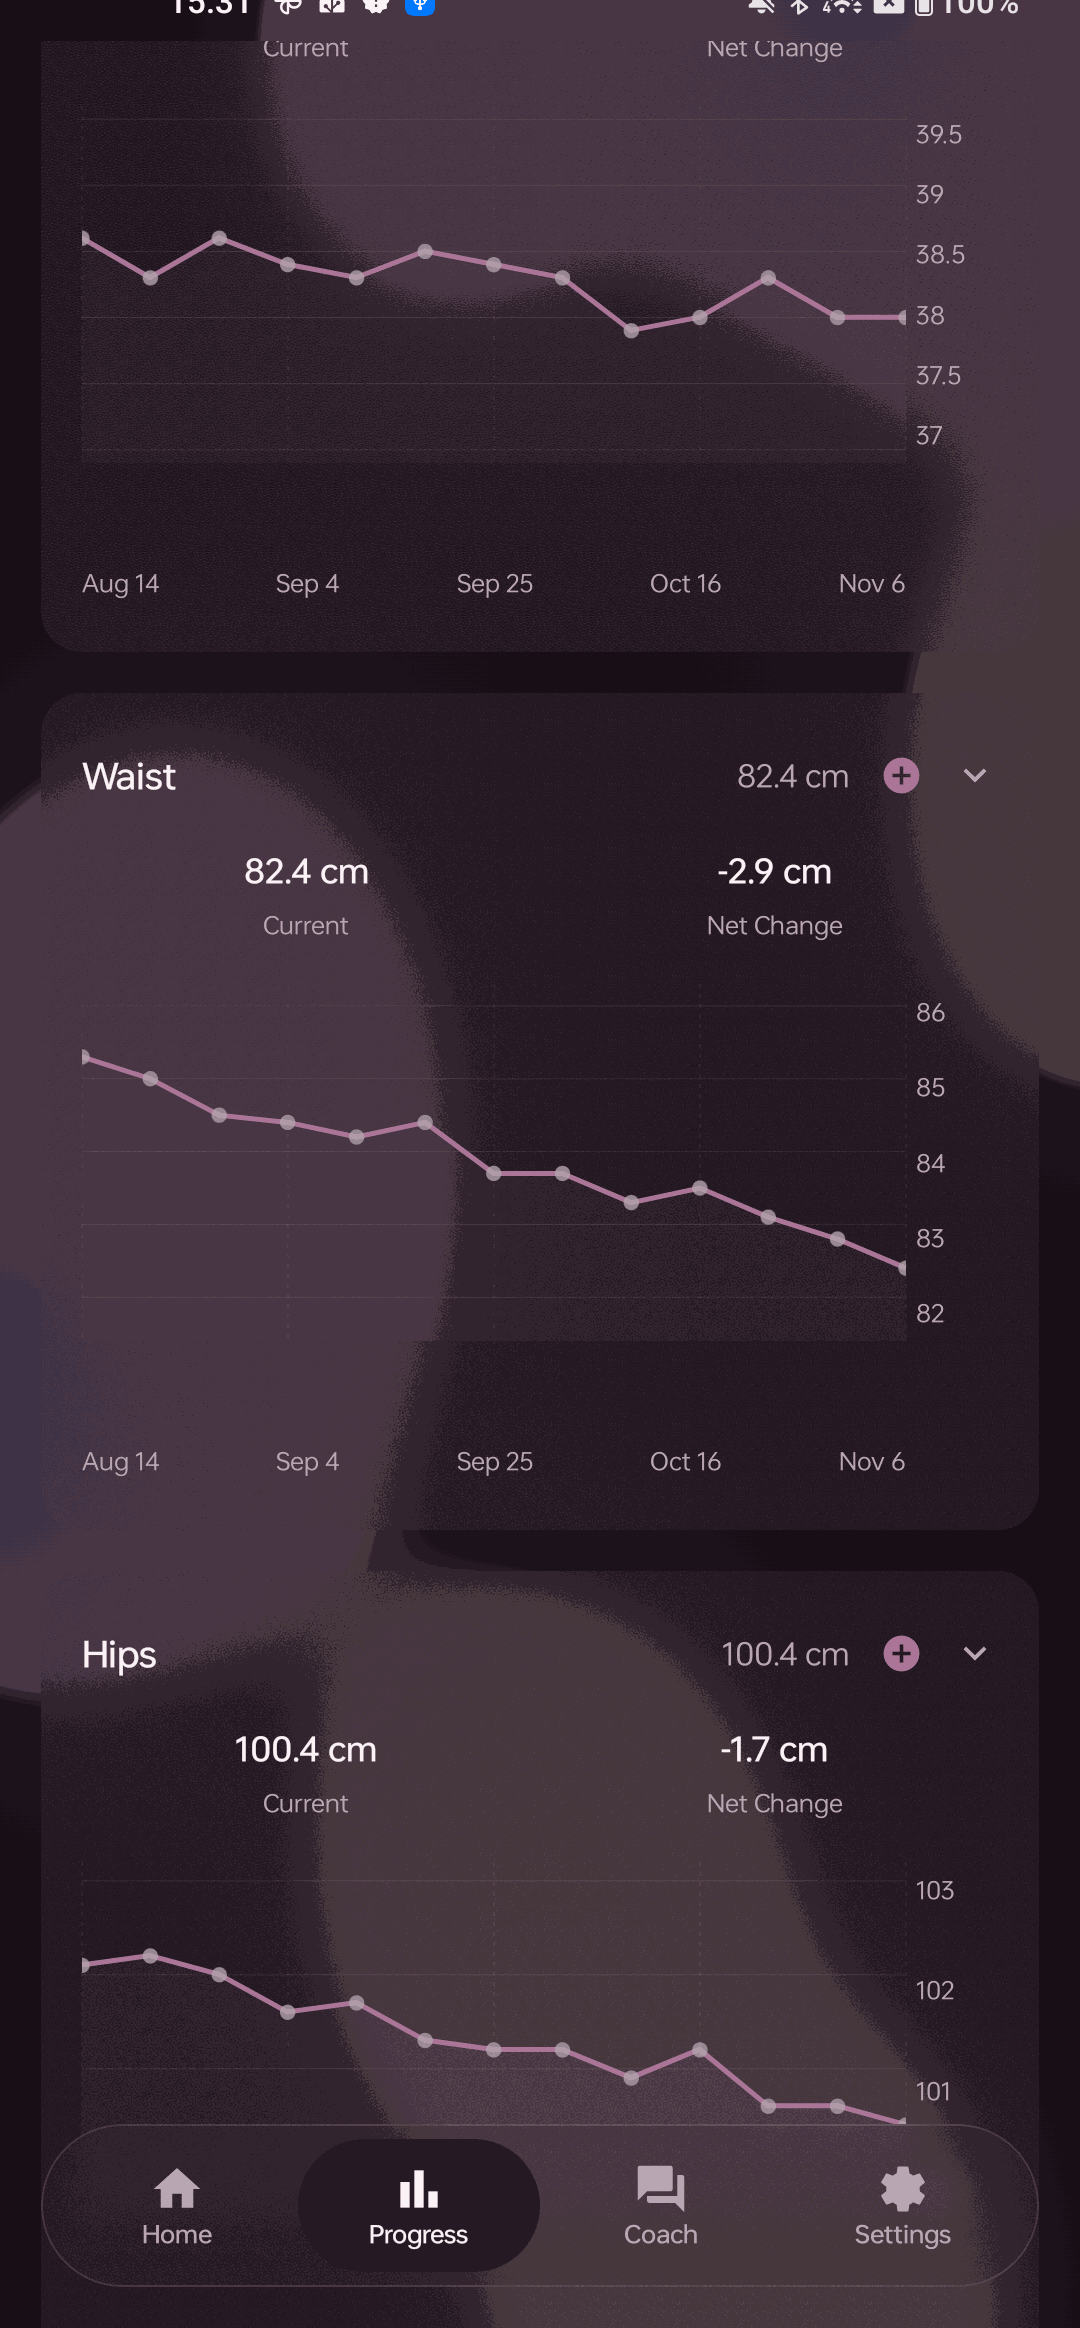 15:31 100%
Current Net Change
39.5
39
38.5
38
37.5
37
Aug 14 Sep 4 Sep 25 Oct 16 Nov 6
Waist 82.4 cm
82.4 cm -2.9 cm
Current Net Change
86
85
84
83
82
Aug 14 Sep 4 Sep 25 Oct 16 Nov 6
Hips 100.4 cm
100.4 cm -1.7 cm
Current Net Change
103
102
101
Home Progress Coach Settings